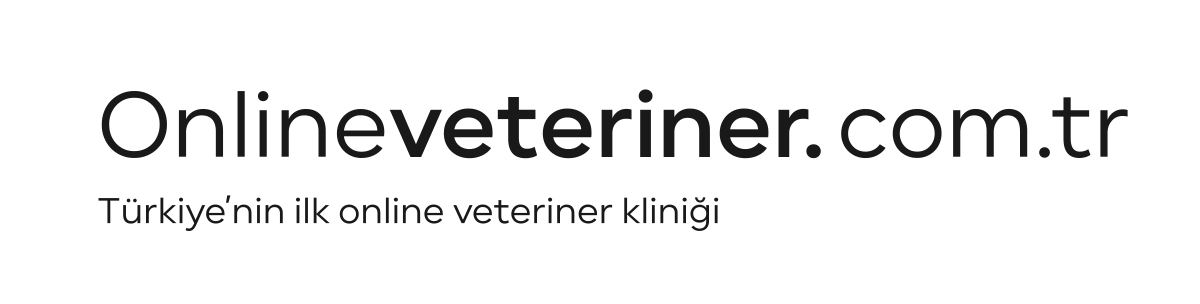 Onlineveteriner.com.tr
Türkiye'nin ilk online veteriner kliniği